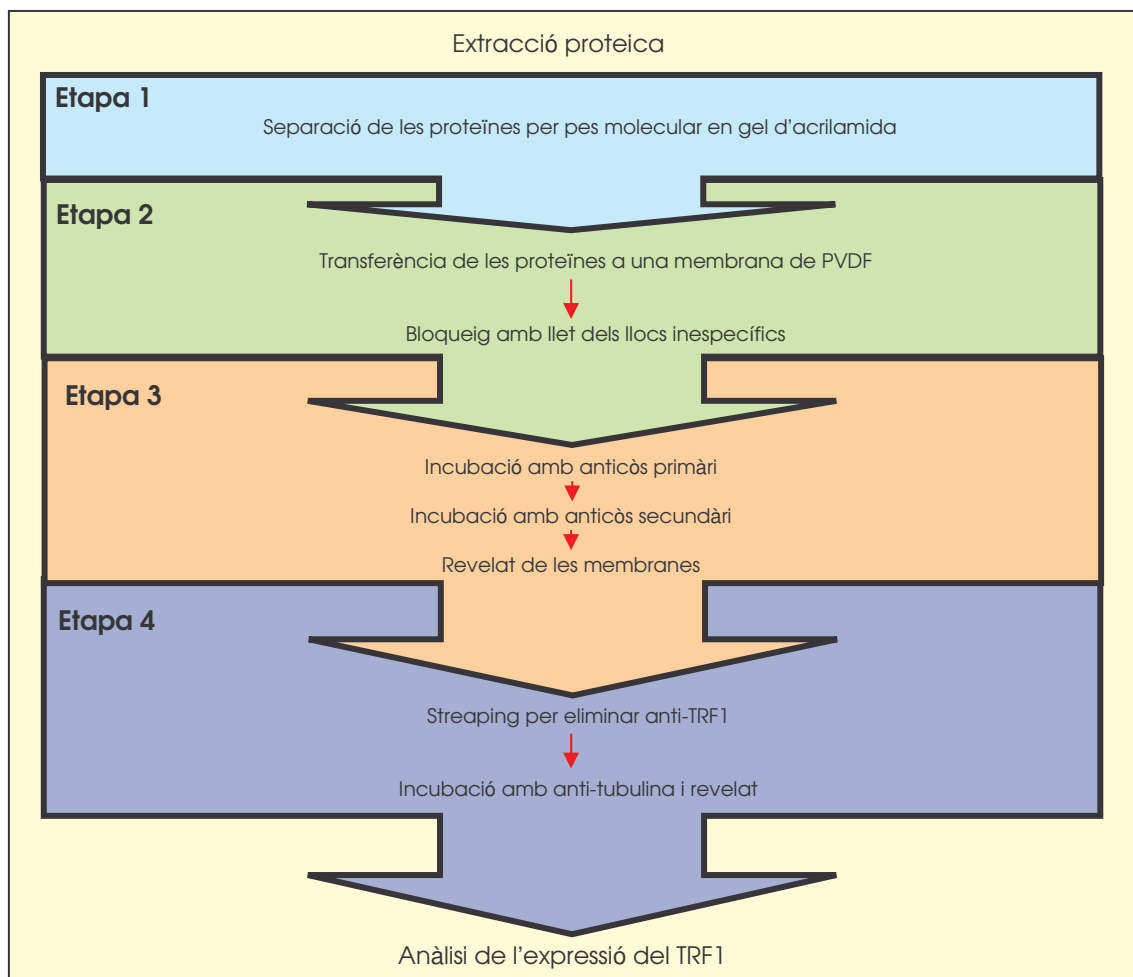 Extracció proteica
Etapa 1
Separació de les proteïnes per pes molecular en gel d'acrilamida
Etapa 2
Transferència de les proteïnes a una membrana de PVDF
Bloqueig amb llet dels llocs inespecífics
Etapa 3
Incubació amb anticòs primàri
Incubació amb anticòs secundàri
Revelat de les membranes
Etapa 4
Streaping per eliminar anti-TRF1
Incubació amb anti-tubulina i revelat
Anàlisi de l'expressió del TRF1